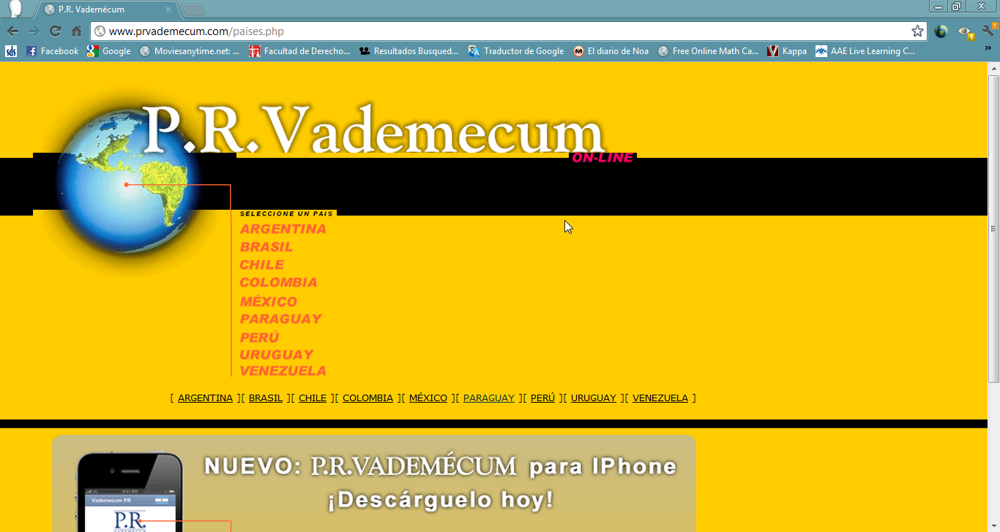 P.R. Vademécum
www.prvademecum.com/paises.php
sds Facebook Google Moviesanytime.net: ... Facultad de Derecho... Resultados Busqued... Traductor de Google El diario de Noa Free Online Math Ca... Kappa AAE Live Learning C... »
P.R.Vademecum
ON-LINE
SELECCIONE UN PAIS
ARGENTINA
BRASIL
CHILE
COLOMBIA
MÉXICO
PARAGUAY
PERÚ
URUGUAY
VENEZUELA
[ ARGENTINA ][ BRASIL ][ CHILE ][ COLOMBIA ][ MÉXICO ][ PARAGUAY ][ PERÚ ][ URUGUAY ][ VENEZUELA ]
NUEVO: P.R.VADEMÉCUM para IPhone
¡Descárguelo hoy!
Vademecum PR
P.R.